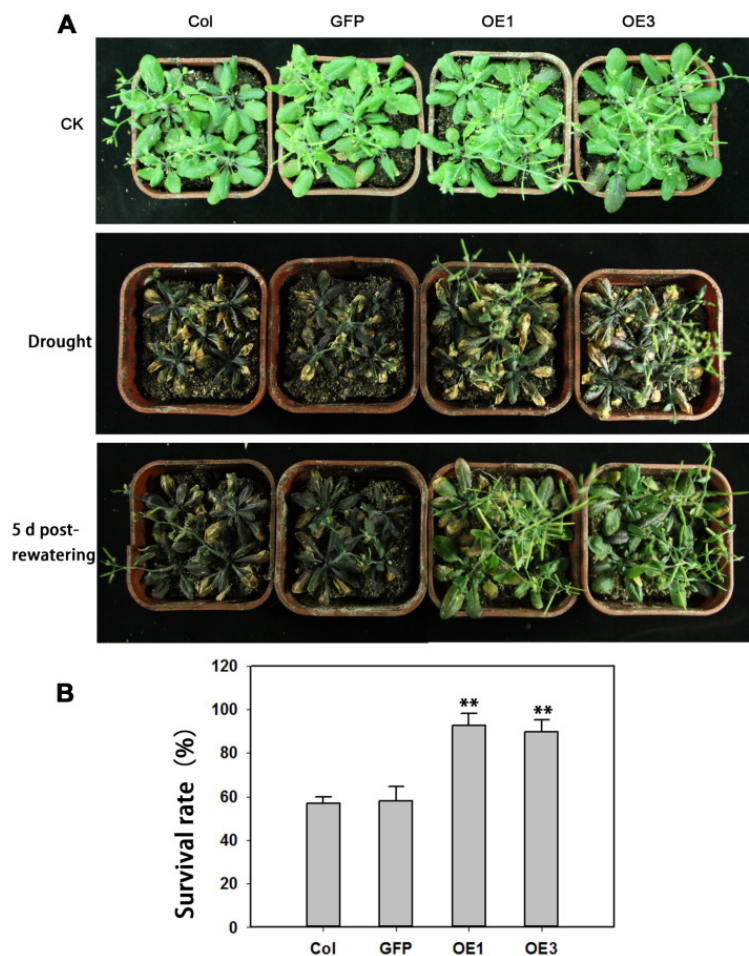 A
Col GFP OE1 OE3
CK
Drought
5 d post-
rewatering
B
Survival rate (%)
120
100
80
60
40
20
0
** **
Col GFP OE1 OE3